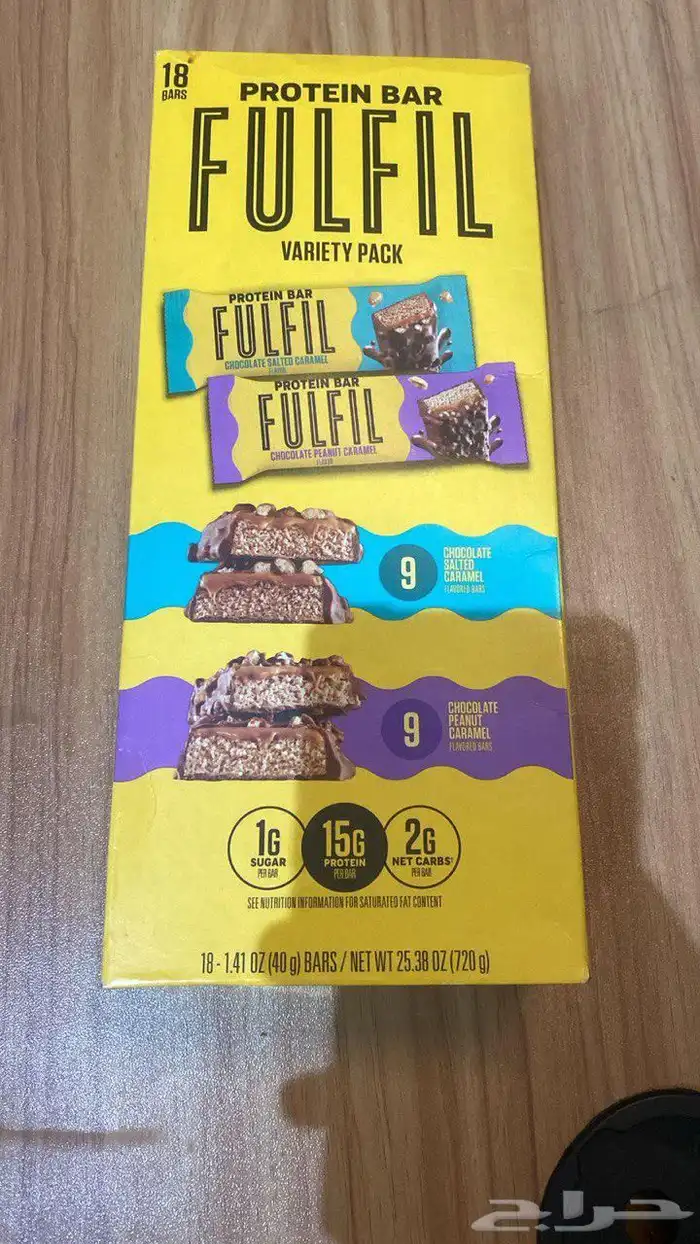 18
BARS
PROTEIN BAR
FULFIL
VARIETY PACK
PROTEIN BAR
FULFIL
CHOCOLATE SALTED CARAMEL
FLAVOR
PROTEIN BAR
FULFIL
CHOCOLATE PEANUT CARAMEL
FLAVOR
9
CHOCOLATE
SALTED
CARAMEL
FLAVORED BARS
9
CHOCOLATE
PEANUT
CARAMEL
FLAVORED BARS
1G
SUGAR
PER BAR
15G
PROTEIN
PER BAR
2G
NET CARBS†
PER BAR
SEE NUTRITION INFORMATION FOR SATURATED FAT CONTENT
18 - 1.41 OZ (40 g) BARS / NET WT 25.38 OZ (720 g)
حراج